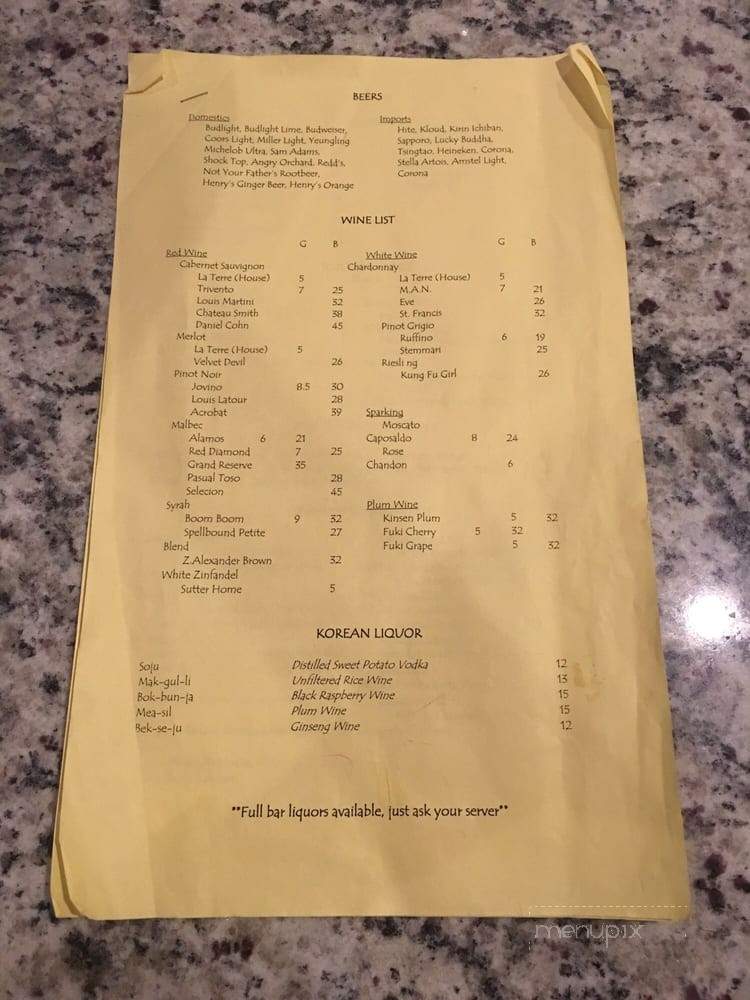 BEERS
Domestics
Budlight, Budlight Lime, Budweiser,
Coors Light, Miller Light, Yeungling
Michelob Ultra, Sam Adams,
Shock Top, Angry Orchard, Redd's,
Not Your Father's Rootbeer,
Henry's Ginger Beer, Henry's Orange
Imports
Hite, Kloud, Kirin Ichiban,
Sapporo, Lucky Buddha,
Tsingtao, Heineken, Corona,
Stella Artois, Amstel Light,
Corona
WINE LIST
G B
Red Wine
Cabernet Sauvignon
La Terre (House) 5
Trivento 7 25
Louis Martini 32
Chateau Smith 38
Daniel Cohn 45
Merlot
La Terre (House) 5
Velvet Devil 26
Pinot Noir
Jovino 8.5 30
Louis Latour 28
Acrobat 39
Malbec
Alamos 6 21
Red Diamond 7 25
Grand Reserve 35
Pasual Toso 28
Selecion 45
Syrah
Boom Boom 9 32
Spellbound Petite 27
Blend
Z.Alexander Brown 32
White Zinfandel
Sutter Home 5
G B
White Wine
Chardonnay
La Terre (House) 5
M.A.N. 7 21
Eve 26
St. Francis 32
Pinot Grigio
Ruffino 6 19
Stemmari 25
Riesli ng
Kung Fu Girl 26
Sparking
Moscato
Caposaldo 8 24
Rose
Chandon 6
Plum Wine
Kinsen Plum 5 32
Fuki Cherry 5 32
Fuki Grape 5 32
KOREAN LIQUOR
Soju Distilled Sweet Potato Vodka 12
Mak-gul-li Unfiltered Rice Wine 13
Bok-bun-ja Black Raspberry Wine 15
Mea-sil Plum Wine 15
Bek-se-ju Ginseng Wine 12
**Full bar liquors available, just ask your server**
menupix